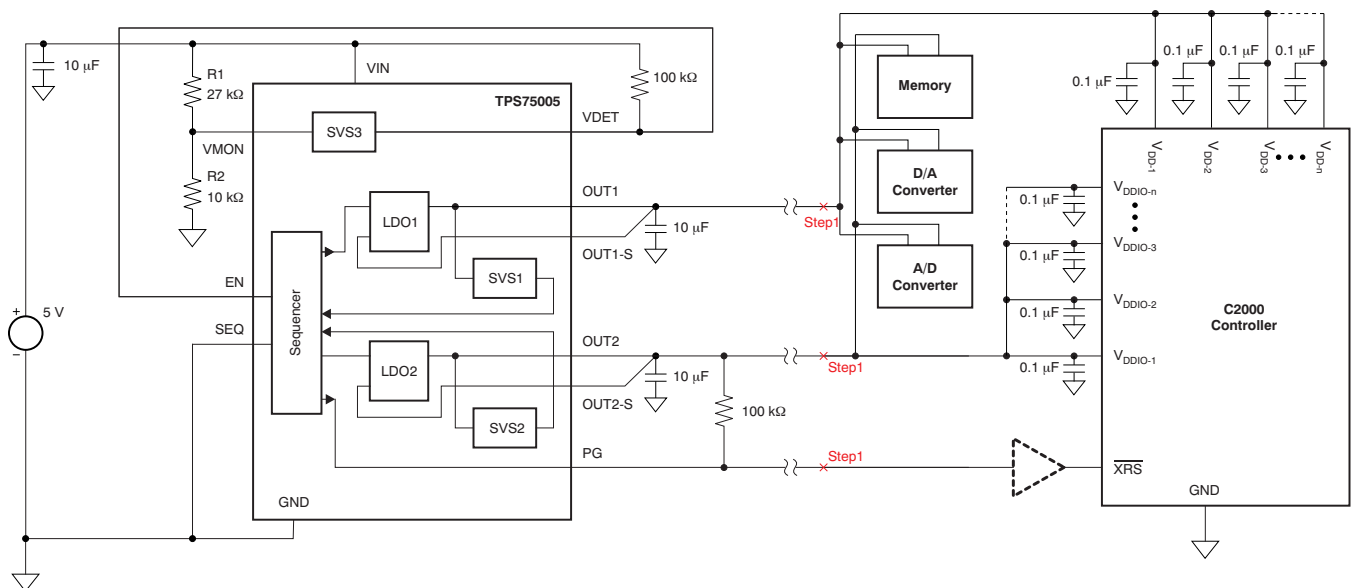 10 μF
R1
27 kΩ
VIN
100 kΩ
TPS75005
VDET
SVS3
VMON
R2
10 kΩ
OUT1
LDO1
10 μF
OUT1-S
SVS1
EN
Sequencer
SEQ
+
5 V
−
OUT2
LDO2
10 μF
OUT2-S
SVS2
100 kΩ
PG
GND
Step1
Step1
Step1
Memory
D/A
Converter
A/D
Converter
0.1 μF
0.1 μF
0.1 μF
0.1 μF
VDD-1
VDD-2
VDD-3
VDD-n
VDDIO-n
0.1 μF
VDDIO-3
0.1 μF
VDDIO-2
0.1 μF
VDDIO-1
0.1 μF
C2000
Controller
XRS
GND